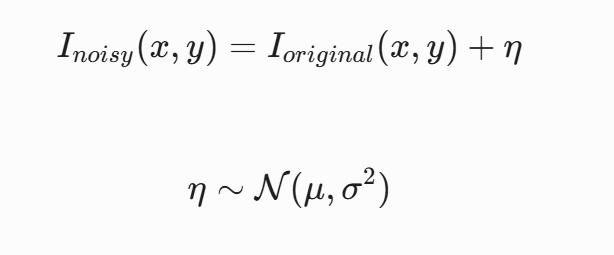 I_{noisy}(x, y) = I_{original}(x, y) + η
η ∼ 𝒩(μ, σ²)